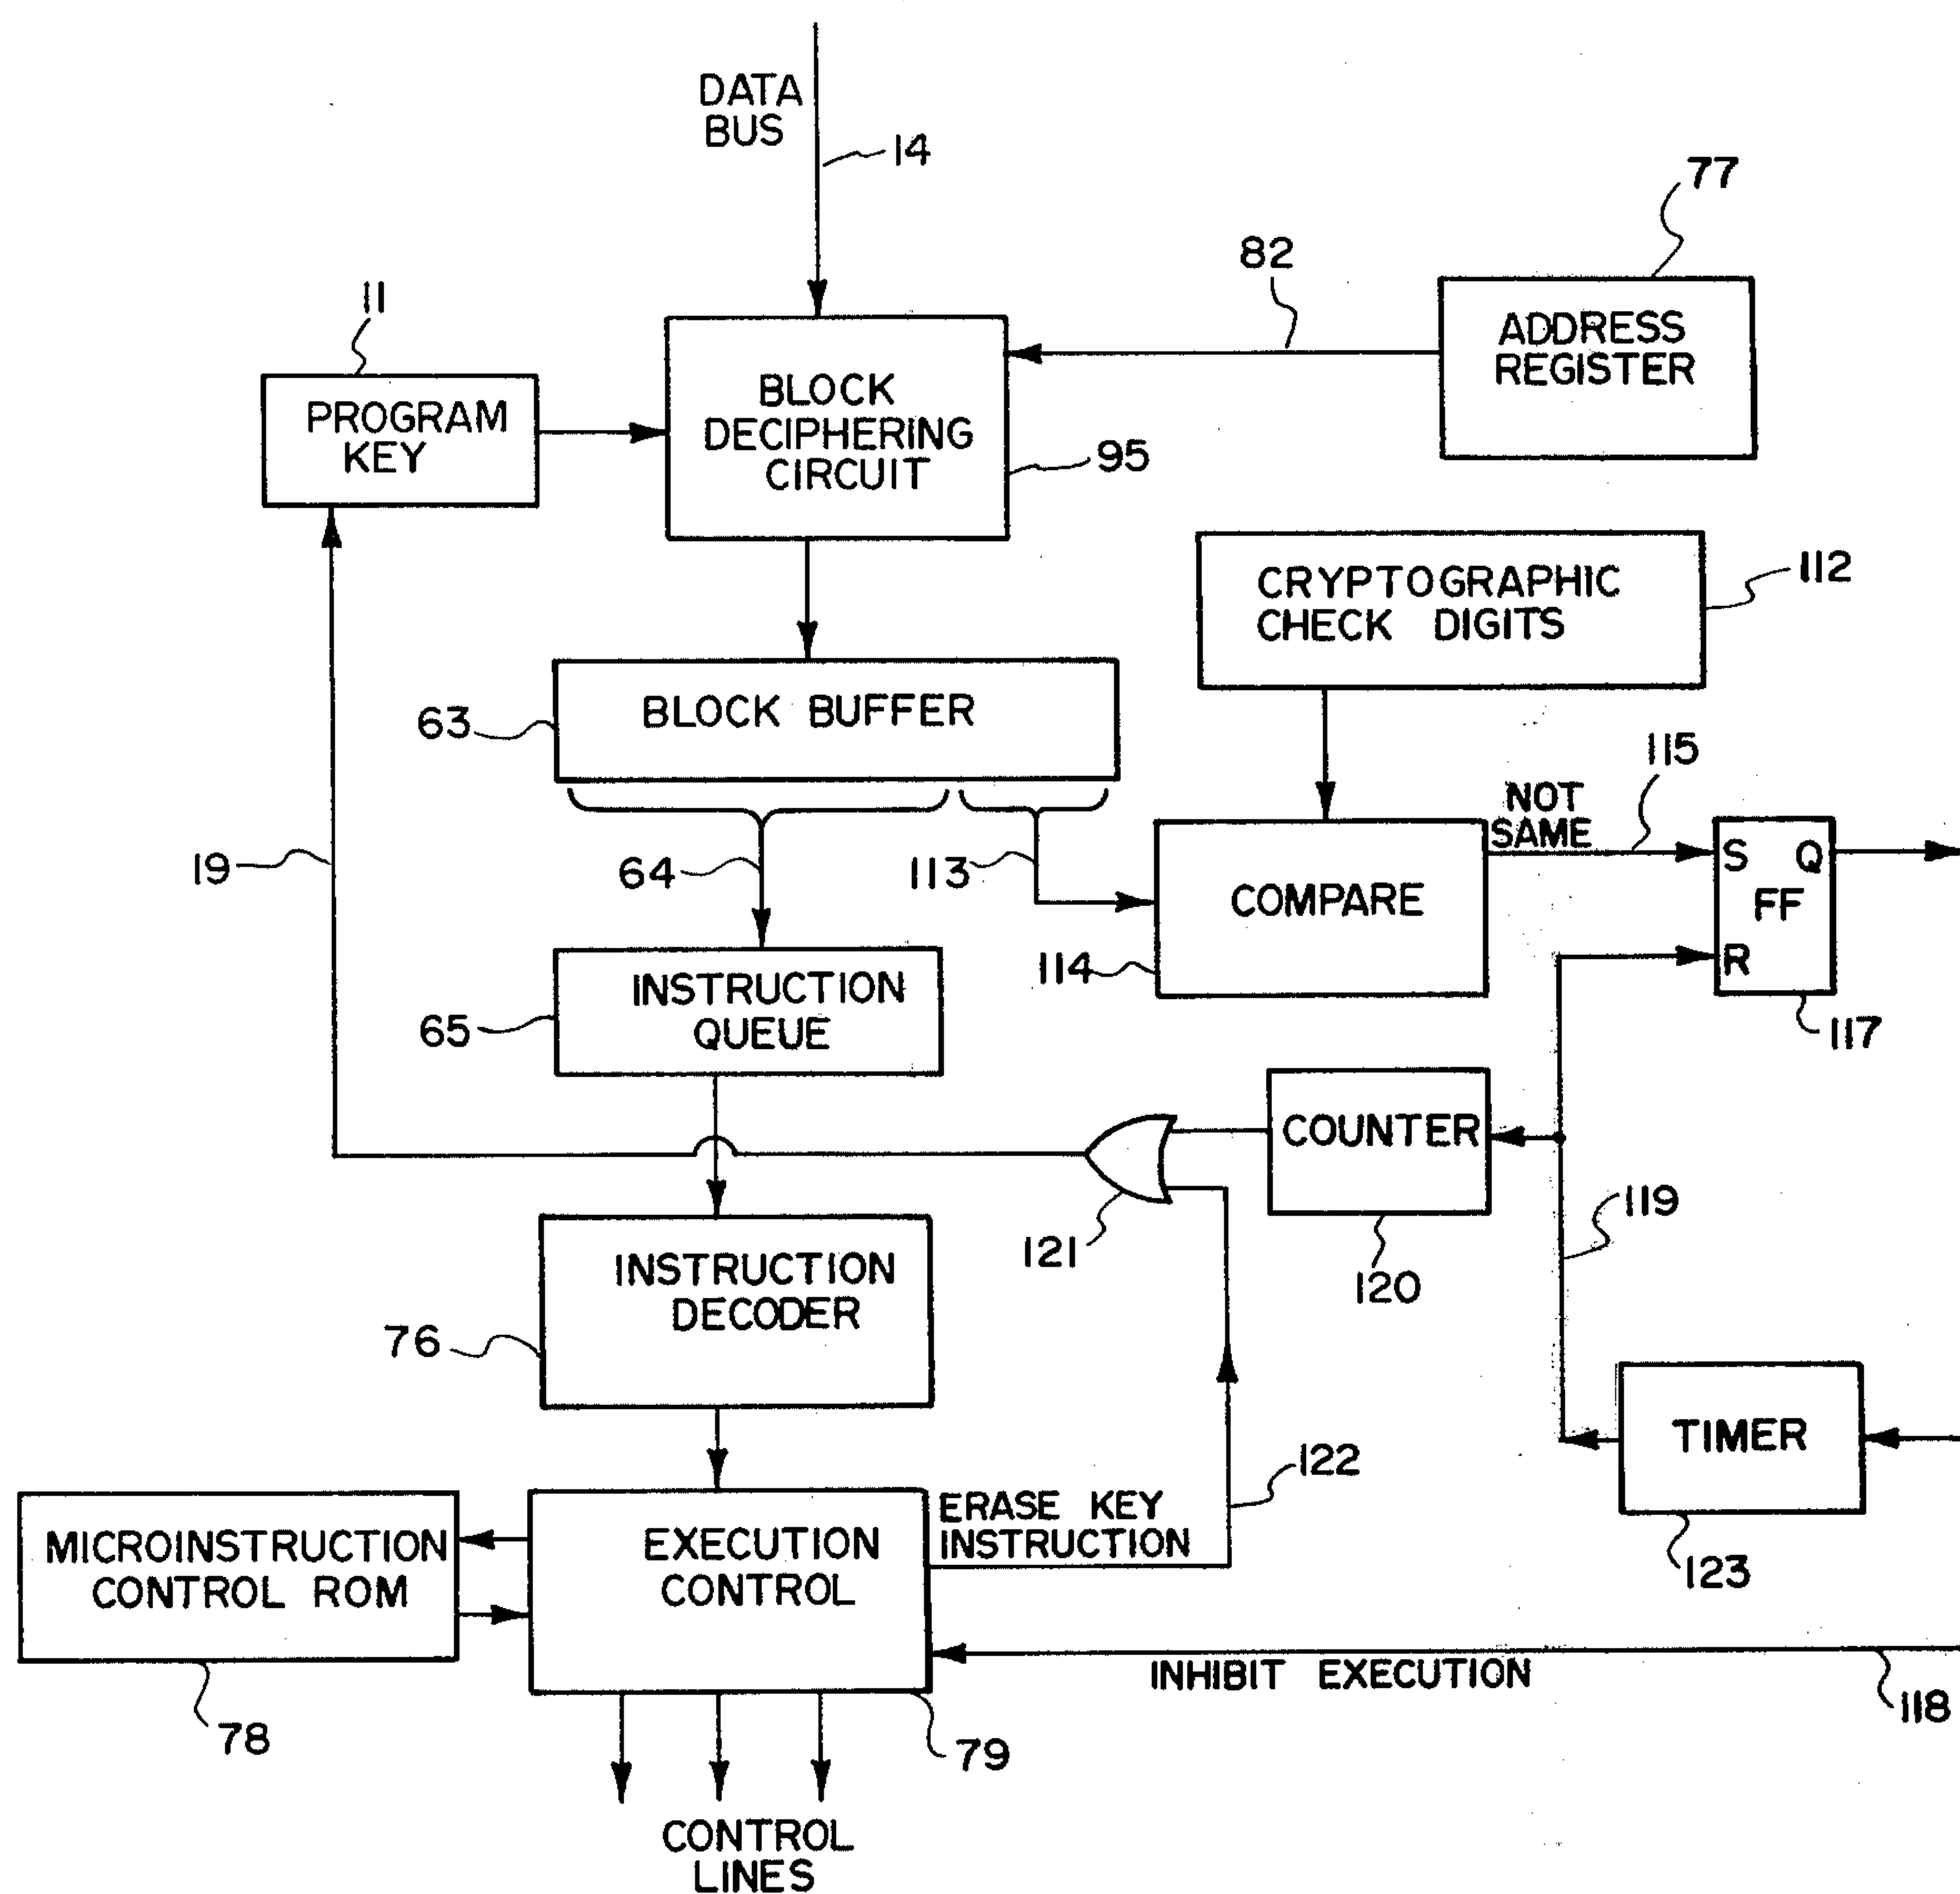 DATA
BUS
14
77
82
11
ADDRESS
REGISTER
PROGRAM
KEY
BLOCK
DECIPHERING
CIRCUIT
95
CRYPTOGRAPHIC
CHECK DIGITS
112
BLOCK BUFFER
63
115
NOT
SAME
19
64
113
S Q
FF
R
COMPARE
114
117
INSTRUCTION
QUEUE
65
COUNTER
121
120
119
INSTRUCTION
DECODER
76
TIMER
123
122
ERASE KEY
INSTRUCTION
MICROINSTRUCTION
CONTROL ROM
EXECUTION
CONTROL
INHIBIT EXECUTION
118
78
79
CONTROL
LINES